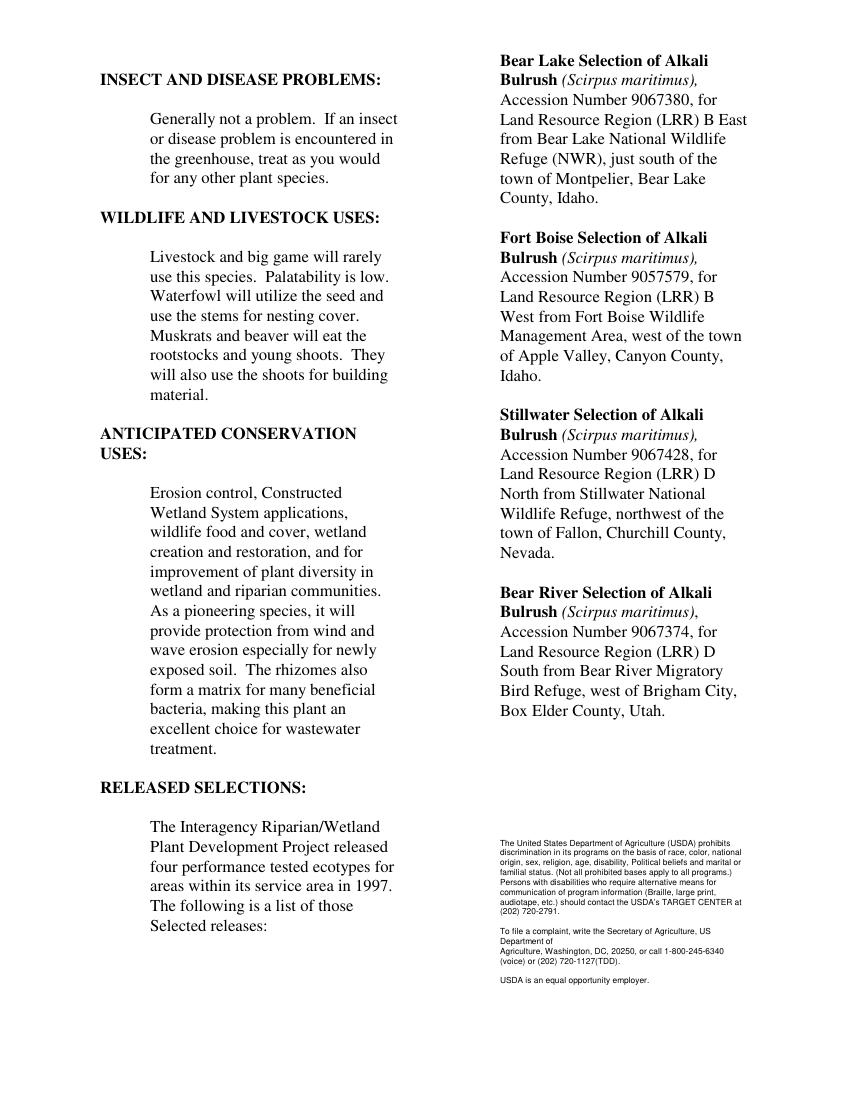 INSECT AND DISEASE PROBLEMS:
Generally not a problem.  If an insect
or disease problem is encountered in
the greenhouse, treat as you would
for any other plant species.
WILDLIFE AND LIVESTOCK USES:
Livestock and big game will rarely
use this species.  Palatability is low.
Waterfowl will utilize the seed and
use the stems for nesting cover.
Muskrats and beaver will eat the
rootstocks and young shoots.  They
will also use the shoots for building
material.
ANTICIPATED CONSERVATION
USES:
Erosion control, Constructed
Wetland System applications,
wildlife food and cover, wetland
creation and restoration, and for
improvement of plant diversity in
wetland and riparian communities.
As a pioneering species, it will
provide protection from wind and
wave erosion especially for newly
exposed soil.  The rhizomes also
form a matrix for many beneficial
bacteria, making this plant an
excellent choice for wastewater
treatment.
RELEASED SELECTIONS:
The Interagency Riparian/Wetland
Plant Development Project released
four performance tested ecotypes for
areas within its service area in 1997.
The following is a list of those
Selected releases:
Bear Lake Selection of Alkali
Bulrush (Scirpus maritimus),
Accession Number 9067380, for
Land Resource Region (LRR) B East
from Bear Lake National Wildlife
Refuge (NWR), just south of the
town of Montpelier, Bear Lake
County, Idaho.
Fort Boise Selection of Alkali
Bulrush (Scirpus maritimus),
Accession Number 9057579, for
Land Resource Region (LRR) B
West from Fort Boise Wildlife
Management Area, west of the town
of Apple Valley, Canyon County,
Idaho.
Stillwater Selection of Alkali
Bulrush (Scirpus maritimus),
Accession Number 9067428, for
Land Resource Region (LRR) D
North from Stillwater National
Wildlife Refuge, northwest of the
town of Fallon, Churchill County,
Nevada.
Bear River Selection of Alkali
Bulrush (Scirpus maritimus),
Accession Number 9067374, for
Land Resource Region (LRR) D
South from Bear River Migratory
Bird Refuge, west of Brigham City,
Box Elder County, Utah.
The United States Department of Agriculture (USDA) prohibits
discrimination in its programs on the basis of race, color, national
origin, sex, religion, age, disability, Political beliefs and marital or
familial status. (Not all prohibited bases apply to all programs.)
Persons with disabilities who require alternative means for
communication of program information (Braille, large print,
audiotape, etc.) should contact the USDA's TARGET CENTER at
(202) 720-2791.
To file a complaint, write the Secretary of Agriculture, US
Department of
Agriculture, Washington, DC, 20250, or call 1-800-245-6340
(voice) or (202) 720-1127(TDD).
USDA is an equal opportunity employer.